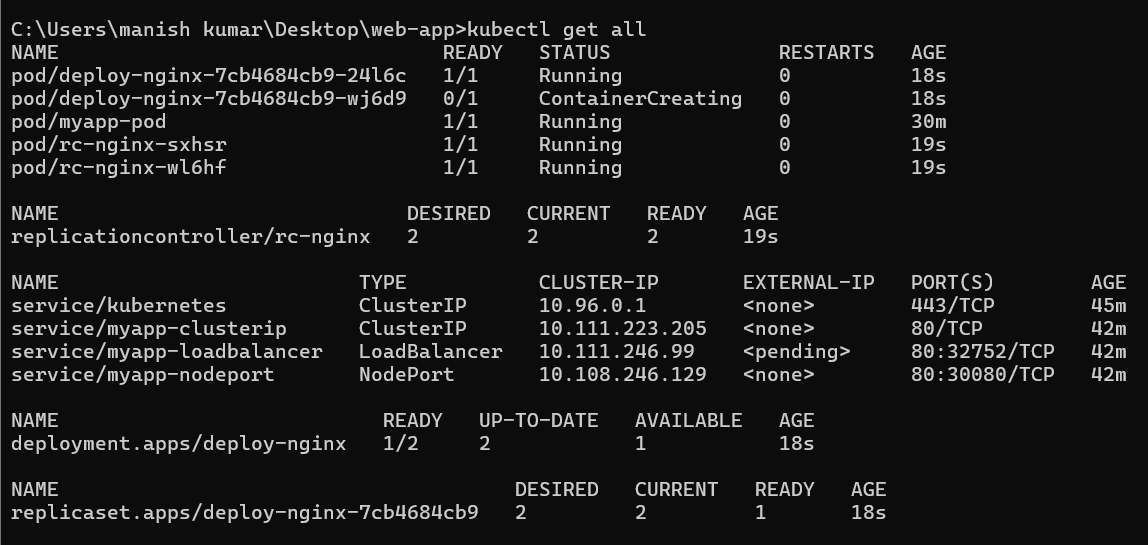 C:\Users\manish kumar\Desktop\web-app>kubectl get all
NAME READY STATUS RESTARTS AGE
pod/deploy-nginx-7cb4684cb9-24l6c 1/1 Running 0 18s
pod/deploy-nginx-7cb4684cb9-wj6d9 0/1 ContainerCreating 0 18s
pod/myapp-pod 1/1 Running 0 30m
pod/rc-nginx-sxhsr 1/1 Running 0 19s
pod/rc-nginx-wl6hf 1/1 Running 0 19s
NAME DESIRED CURRENT READY AGE
replicationcontroller/rc-nginx 2 2 2 19s
NAME TYPE CLUSTER-IP EXTERNAL-IP PORT(S) AGE
service/kubernetes ClusterIP 10.96.0.1 <none> 443/TCP 45m
service/myapp-clusterip ClusterIP 10.111.223.205 <none> 80/TCP 42m
service/myapp-loadbalancer LoadBalancer 10.111.246.99 <pending> 80:32752/TCP 42m
service/myapp-nodeport NodePort 10.108.246.129 <none> 80:30080/TCP 42m
NAME READY UP-TO-DATE AVAILABLE AGE
deployment.apps/deploy-nginx 1/2 2 1 18s
NAME DESIRED CURRENT READY AGE
replicaset.apps/deploy-nginx-7cb4684cb9 2 2 1 18s